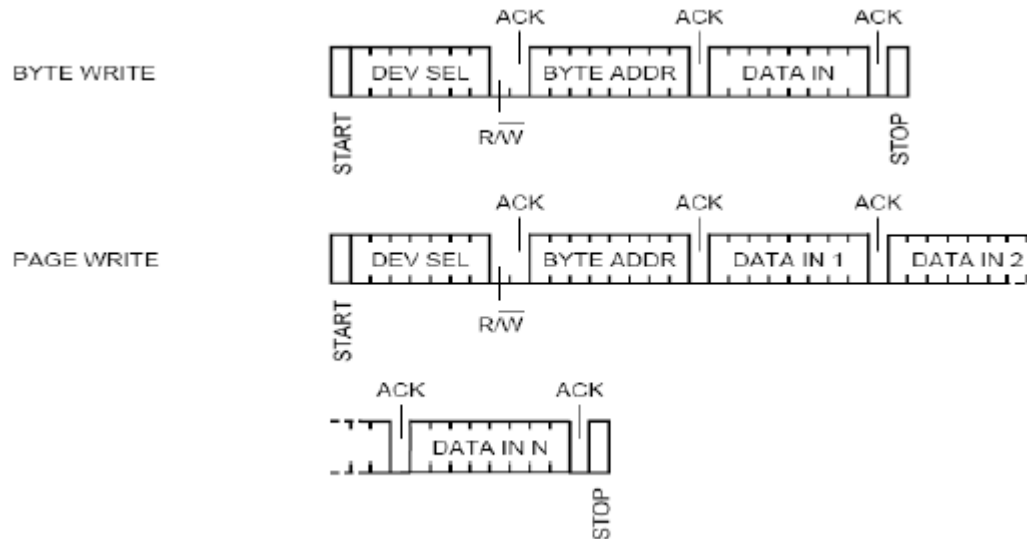 ACK ACK ACK
BYTE WRITE DEV SEL BYTE ADDR DATA IN
START R/W STOP
ACK ACK ACK
PAGE WRITE DEV SEL BYTE ADDR DATA IN 1 DATA IN 2
START R/W
ACK ACK
DATA IN N
STOP